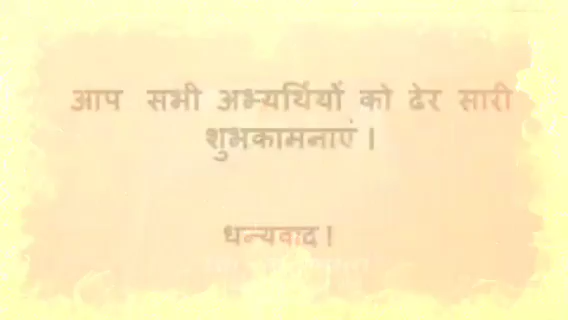 आप सभी अभ्यर्थियों को ढेर सारी
शुभकामनाएं।
धन्यवाद!